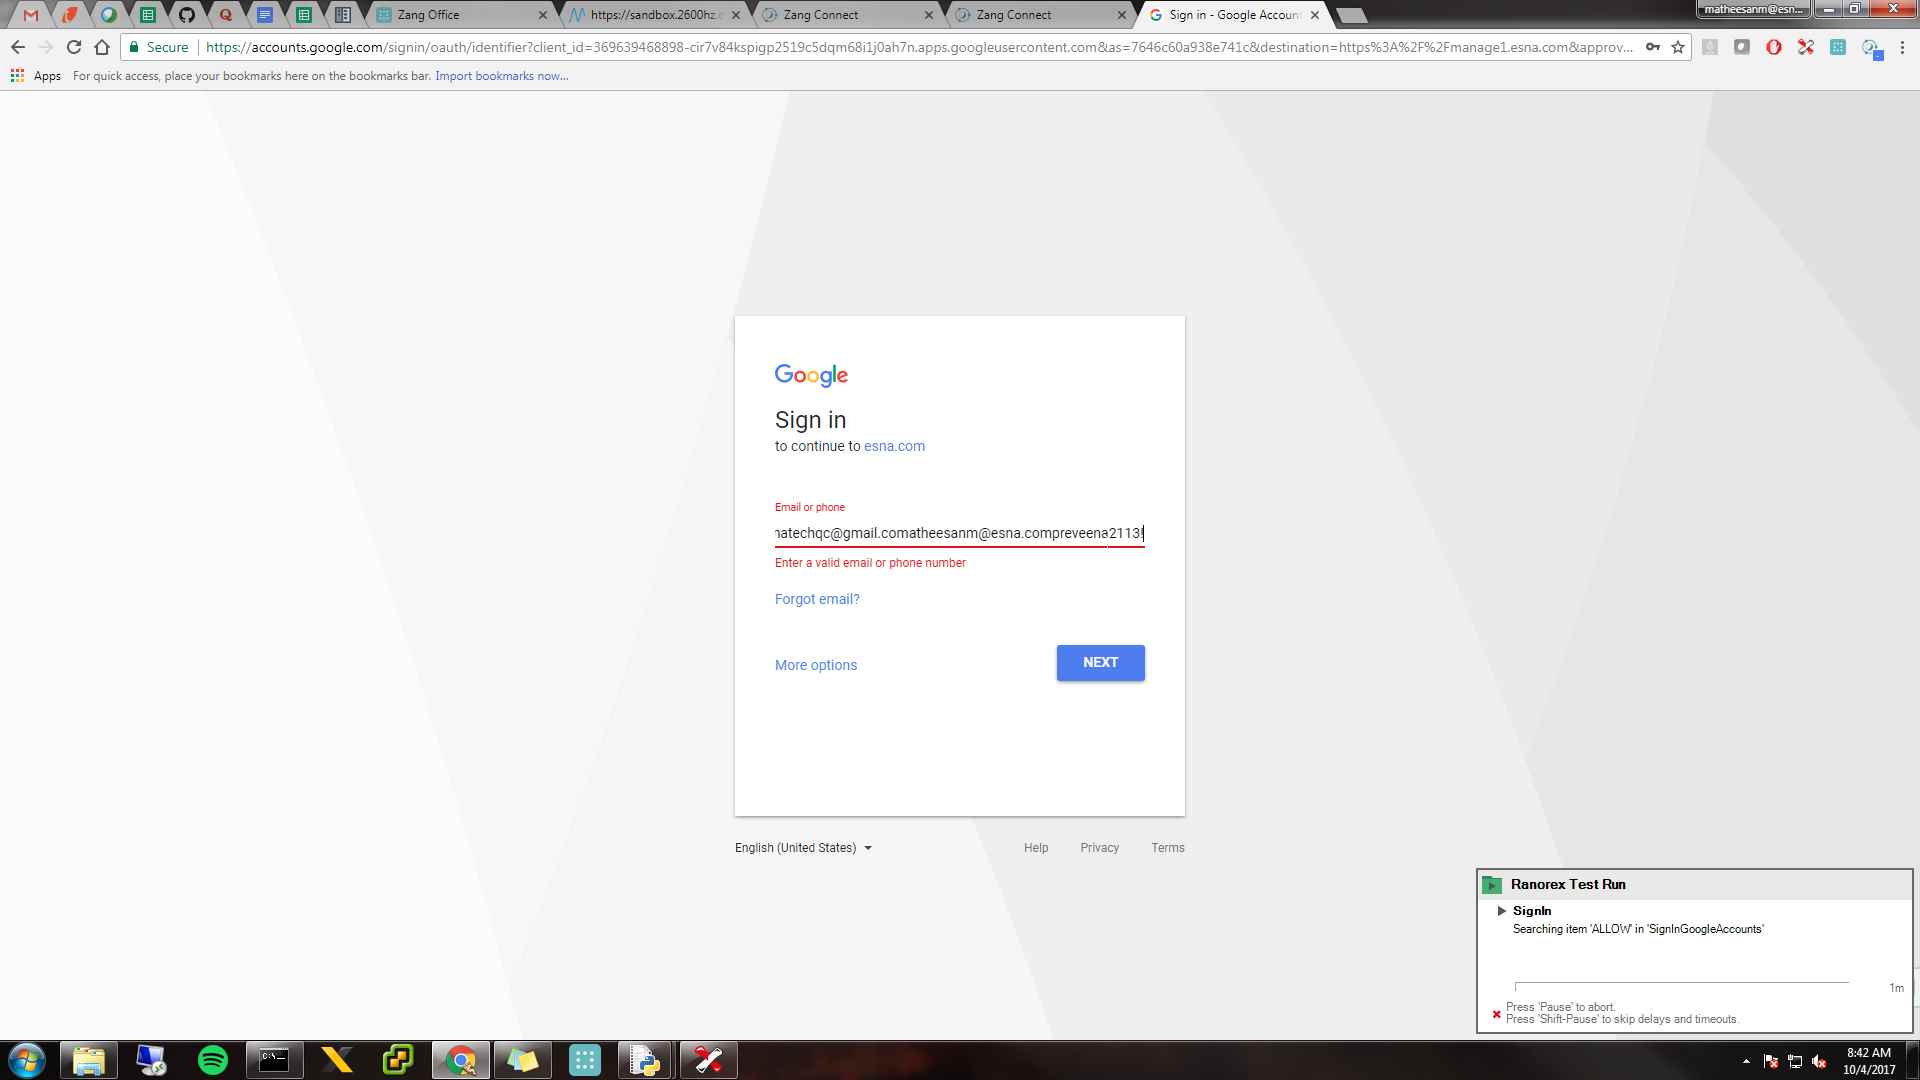 Zang Office
https://sandbox.2600hz.c
Zang Connect
Zang Connect
Sign in - Google Accoun
matheesanm@esn...
Secure
https://accounts.google.com/signin/oauth/identifier?client_id=369639468898-cir7v84kspigp2519c5dqm68i1j0ah7n.apps.googleusercontent.com&as=7646c60a938e741c&destination=https%3A%2F%2Fmanage1.esna.com&approv...
Apps
For quick access, place your bookmarks here on the bookmarks bar. Import bookmarks now...
Google
Sign in
to continue to esna.com
Email or phone
natechqc@gmail.comatheesanm@esna.compreveena2113!
Enter a valid email or phone number
Forgot email?
More options
NEXT
English (United States)
Help Privacy Terms
Ranorex Test Run
SignIn
Searching item 'ALLOW' in 'SignInGoogleAccounts'
1m
Press 'Pause' to abort.
Press 'Shift-Pause' to skip delays and timeouts.
8:42 AM
10/4/2017